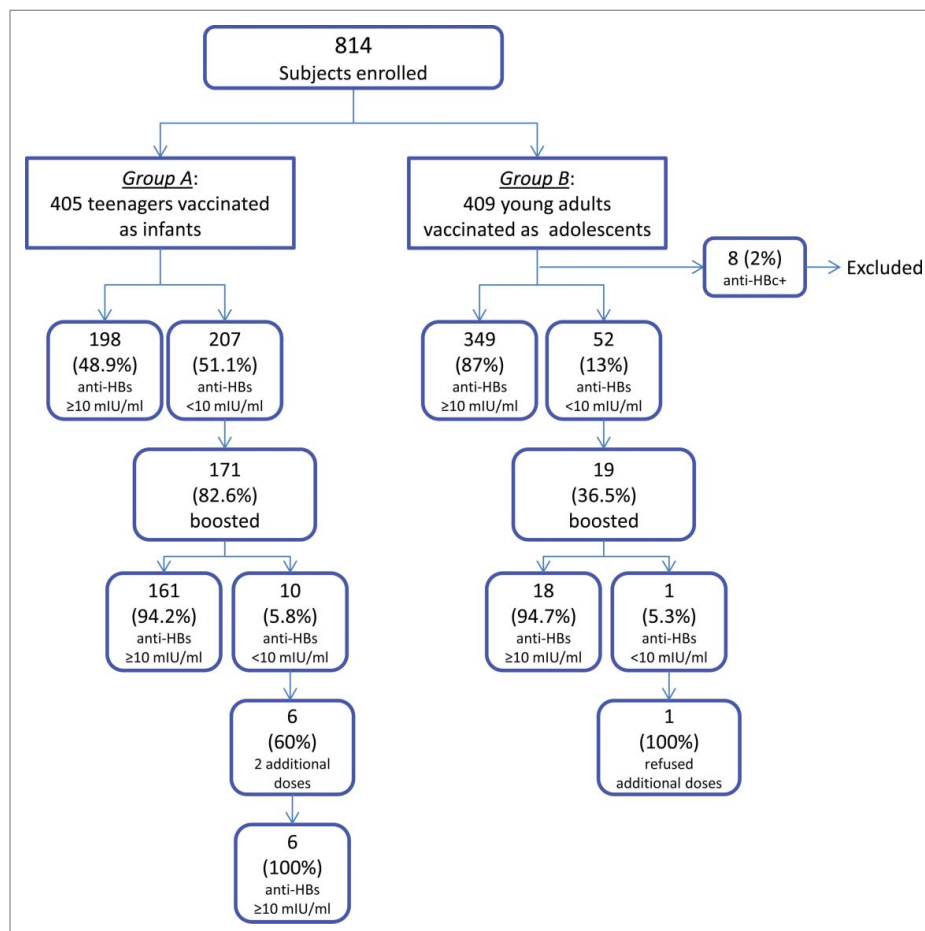 814
Subjects enrolled
Group A:
405 teenagers vaccinated
as infants
Group B:
409 young adults
vaccinated as adolescents
8 (2%)
anti-HBc+
Excluded
198
(48.9%)
anti-HBs
≥10 mIU/ml
207
(51.1%)
anti-HBs
<10 mIU/ml
349
(87%)
anti-HBs
≥10 mIU/ml
52
(13%)
anti-HBs
<10 mIU/ml
171
(82.6%)
boosted
19
(36.5%)
boosted
161
(94.2%)
anti-HBs
≥10 mIU/ml
10
(5.8%)
anti-HBs
<10 mIU/ml
18
(94.7%)
anti-HBs
≥10 mIU/ml
1
(5.3%)
anti-HBs
<10 mIU/ml
6
(60%)
2 additional
doses
1
(100%)
refused
additional doses
6
(100%)
anti-HBs
≥10 mIU/ml